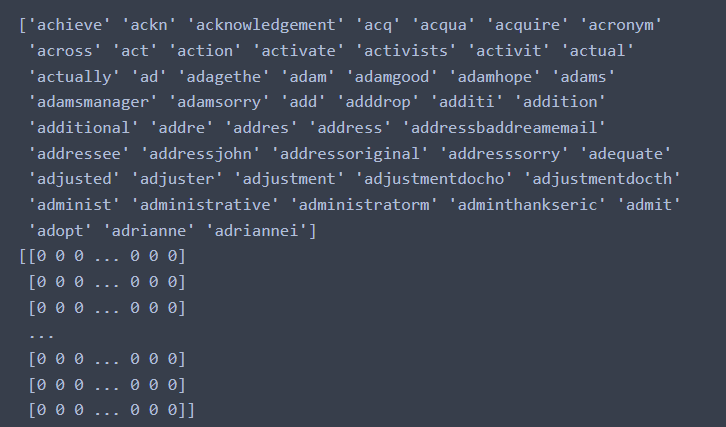 ['achieve' 'ackn' 'acknowledgement' 'acq' 'acqua' 'acquire' 'acronym'
'across' 'act' 'action' 'activate' 'activists' 'activit' 'actual'
'actually' 'ad' 'adagethe' 'adam' 'adamgood' 'adamhope' 'adams'
'adamsmanager' 'adamsorry' 'add' 'adddrop' 'additi' 'addition'
'additional' 'addre' 'addres' 'address' 'addressbaddreamemail'
'addressee' 'addressjohn' 'addressoriginal' 'addresssorry' 'adequate'
'adjusted' 'adjuster' 'adjustment' 'adjustmentdocho' 'adjustmentdocth'
'administ' 'administrative' 'administratorm' 'adminthankseric' 'admit'
'adopt' 'adrianne' 'adriannei']
[[0 0 0 ... 0 0 0]
[0 0 0 ... 0 0 0]
[0 0 0 ... 0 0 0]
...
[0 0 0 ... 0 0 0]
[0 0 0 ... 0 0 0]
[0 0 0 ... 0 0 0]]